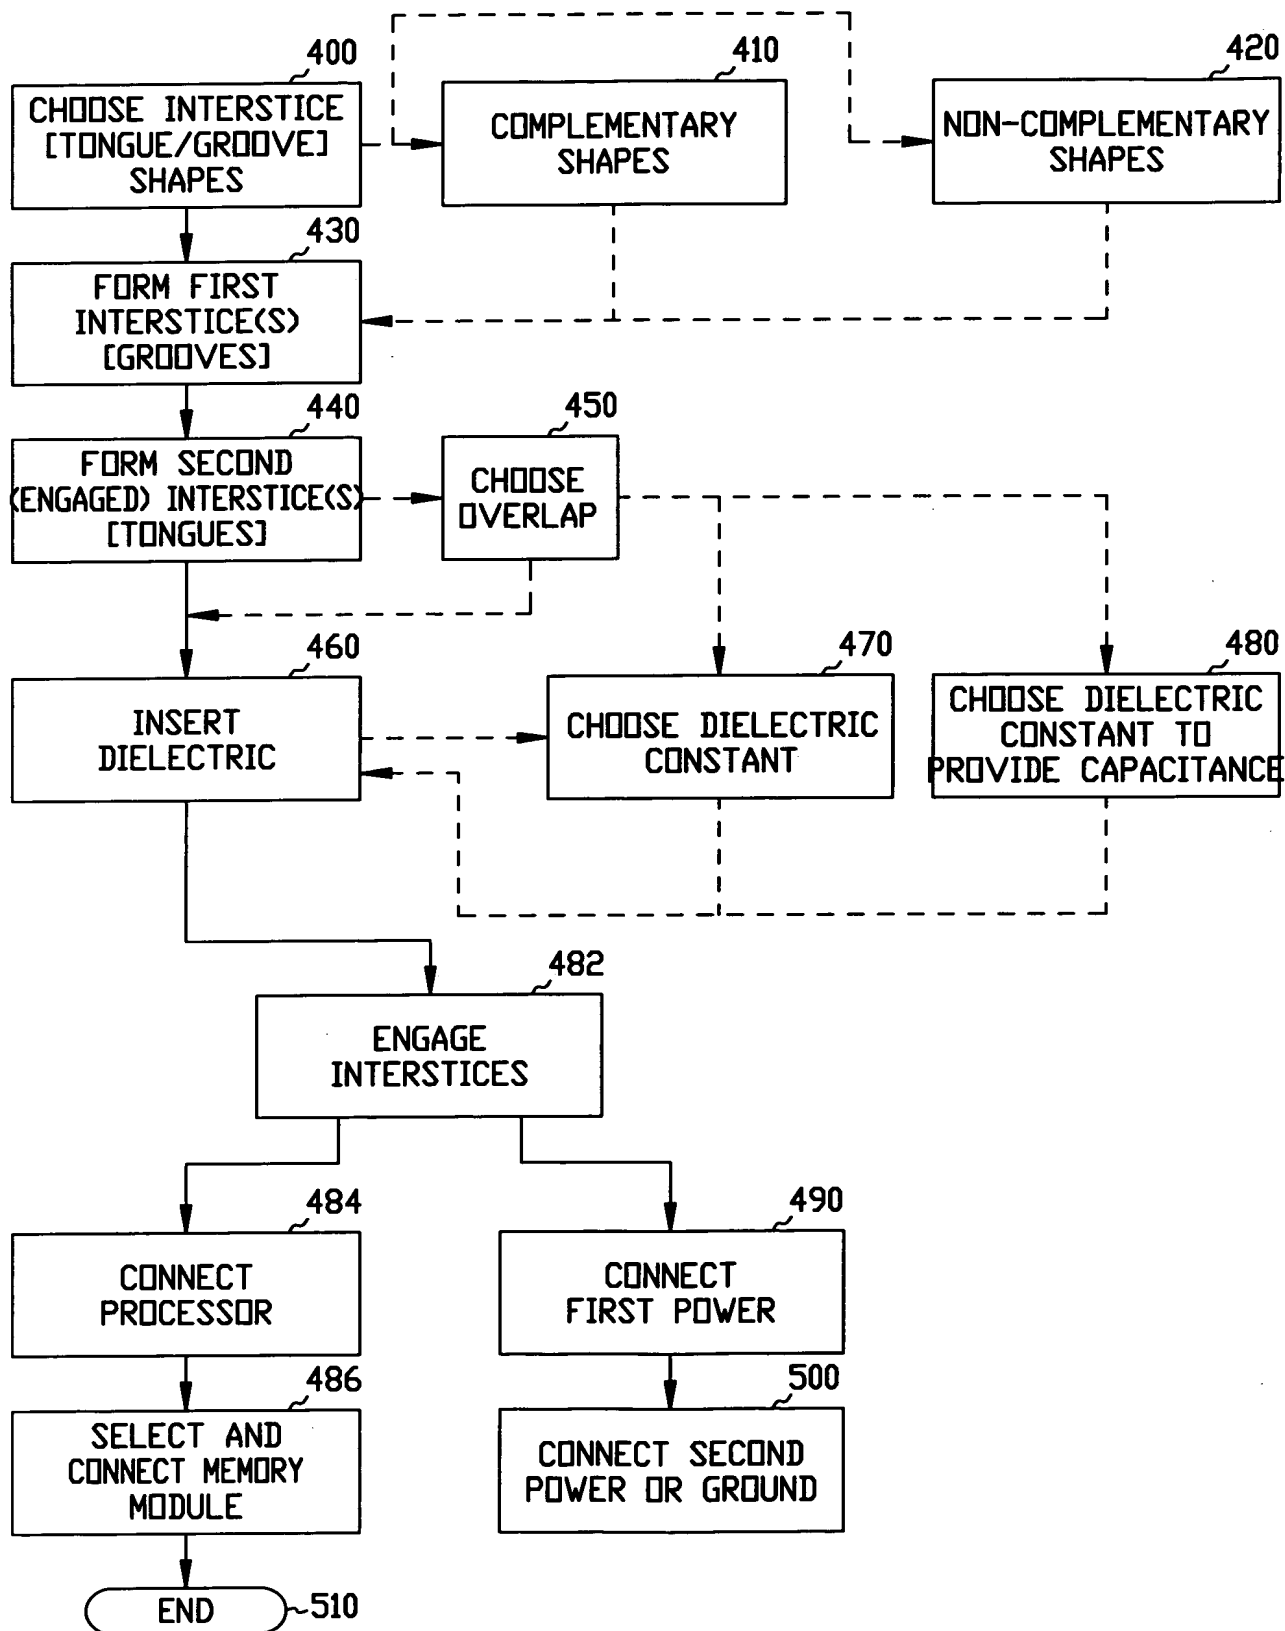 400
CHOOSE INTERSTICE
[TONGUE/GROOVE]
SHAPES
410
COMPLEMENTARY
SHAPES
420
NON-COMPLEMENTARY
SHAPES
430
FORM FIRST
INTERSTICE(S)
[GROOVES]
440
FORM SECOND
(ENGAGED) INTERSTICE(S)
[TONGUES]
450
CHOOSE
OVERLAP
460
INSERT
DIELECTRIC
470
CHOOSE DIELECTRIC
CONSTANT
480
CHOOSE DIELECTRIC
CONSTANT TO
PROVIDE CAPACITANCE
482
ENGAGE
INTERSTICES
484
CONNECT
PROCESSOR
490
CONNECT
FIRST POWER
486
SELECT AND
CONNECT MEMORY
MODULE
500
CONNECT SECOND
POWER OR GROUND
END
510